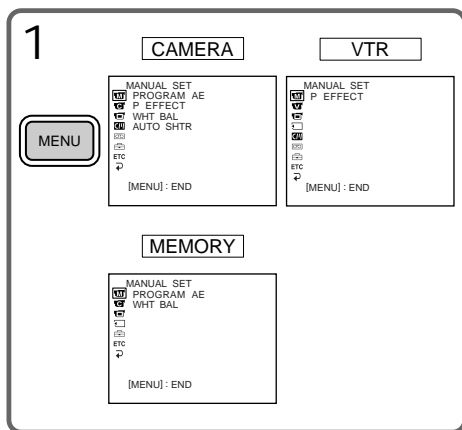 1
CAMERA
MENU
MANUAL SET
PROGRAM AE
P EFFECT
WHT BAL
AUTO SHTR
ETC
[MENU] : END
VTR
MANUAL SET
P EFFECT
ETC
[MENU] : END
MEMORY
MANUAL SET
PROGRAM AE
WHT BAL
ETC
[MENU] : END